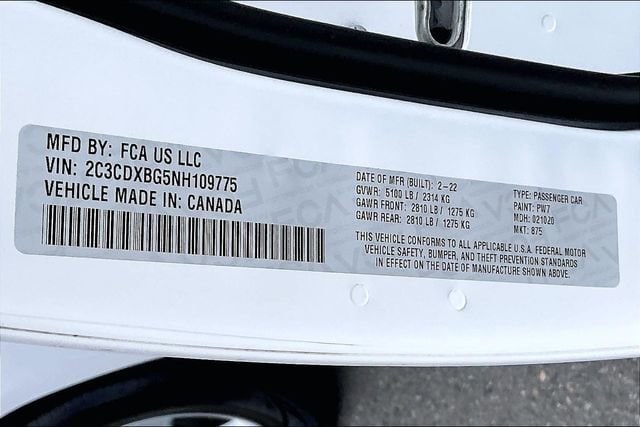 MFD BY: FCA US LLC
VIN: 2C3CDXBG5NH109775
VEHICLE MADE IN: CANADA
DATE OF MFR (BUILT): 2-22
GVWR: 5100 LB / 2314 KG
GAWR FRONT: 2810 LB / 1275 KG
GAWR REAR: 2810 LB / 1275 KG
TYPE: PASSENGER CAR
PAINT: PW7
MDH: 021020
MKT: 875
THIS VEHICLE CONFORMS TO ALL APPLICABLE U.S.A. FEDERAL MOTOR
VEHICLE SAFETY, BUMPER, AND THEFT PREVENTION STANDARDS
IN EFFECT ON THE DATE OF MANUFACTURE SHOWN ABOVE.